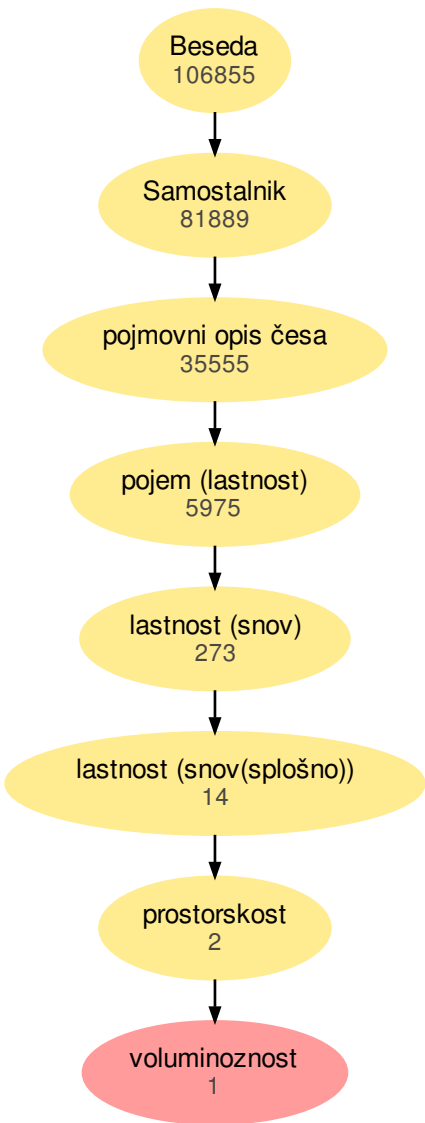 Beseda
106855
Samostalnik
81889
pojmovni opis česa
35555
pojem (lastnost)
5975
lastnost (snov)
273
lastnost (snov(splošno))
14
prostorskost
2
voluminoznost
1